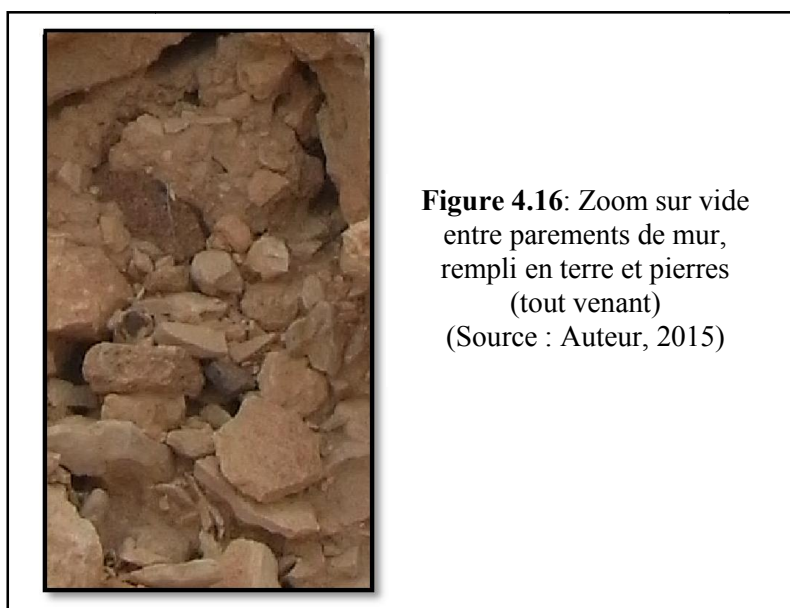 Figure 4.16: Zoom sur vide
entre parements de mur,
rempli en terre et pierres
(tout venant)
(Source : Auteur, 2015)